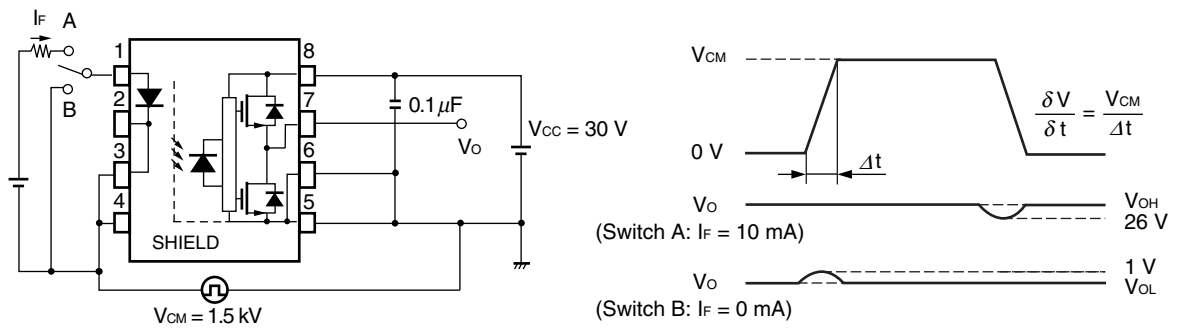 IF A
B
1
2
3
4
8
7
6
5
SHIELD
0.1 μF
VO
VCC = 30 V
VCM = 1.5 kV
VCM
0 V
Δt
δV
δt
=
VCM
Δt
VO
VOH
26 V
(Switch A: IF = 10 mA)
1 V
VO
VOL
(Switch B: IF = 0 mA)